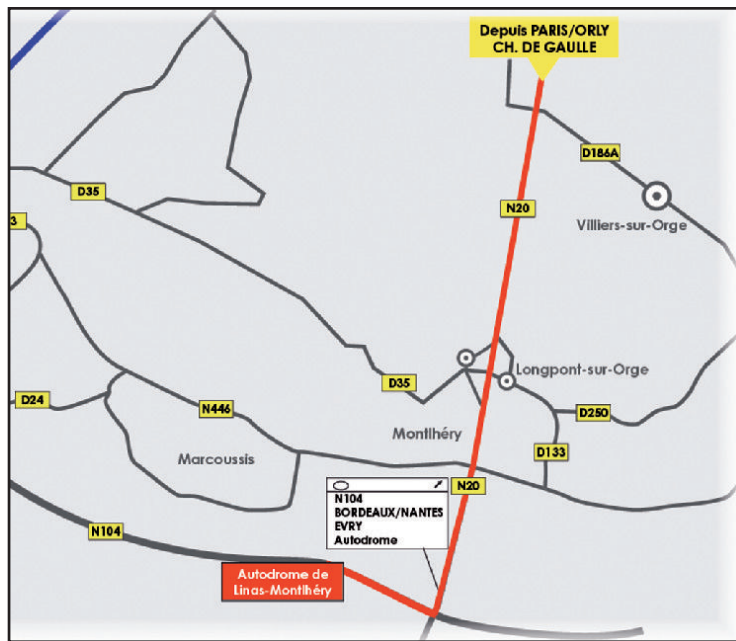 Depuis PARIS/ORLY
CH. DE GAULLE
D186A
D35
N20
3
Villiers-sur-Orge
Longpont-sur-Orge
D35
D24
N446
D250
Montlhéry
D133
Marcoussis
N20
N104
BORDEAUX/NANTES
EVRY
Autodrome
N104
Autodrome de
Linas-Montlhéry